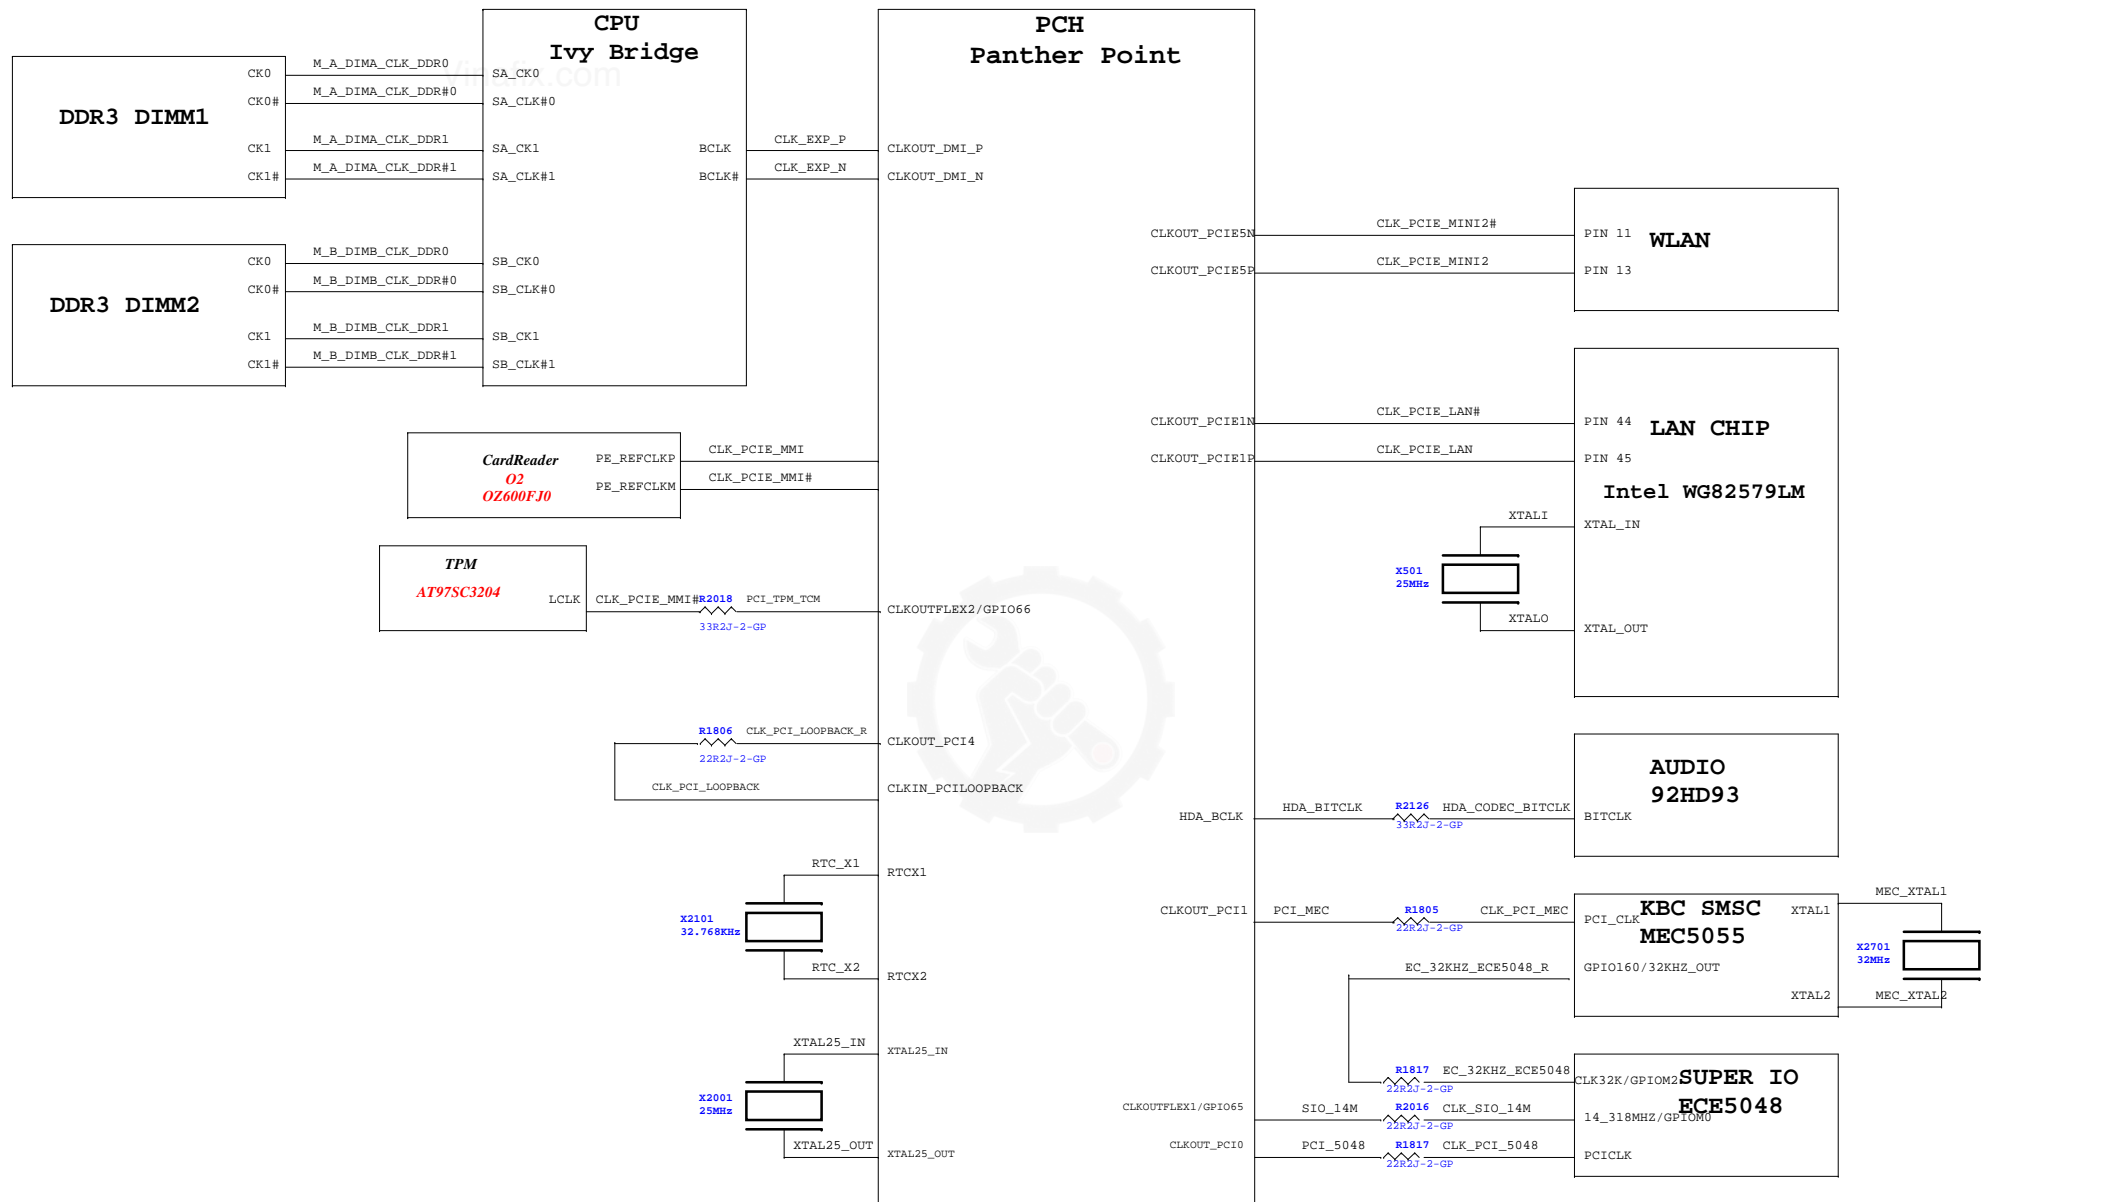 CPU
Ivy Bridge
Vinafix.com
PCH
Panther Point
DDR3 DIMM1
CK0
M_A_DIMA_CLK_DDR0
SA_CK0
CK0#
M_A_DIMA_CLK_DDR#0
SA_CLK#0
CK1
M_A_DIMA_CLK_DDR1
SA_CK1
CK1#
M_A_DIMA_CLK_DDR#1
SA_CLK#1
BCLK
CLK_EXP_P
CLKOUT_DMI_P
BCLK#
CLK_EXP_N
CLKOUT_DMI_N
DDR3 DIMM2
CK0
M_B_DIMB_CLK_DDR0
SB_CK0
CK0#
M_B_DIMB_CLK_DDR#0
SB_CLK#0
CK1
M_B_DIMB_CLK_DDR1
SB_CK1
CK1#
M_B_DIMB_CLK_DDR#1
SB_CLK#1
CLKOUT_PCIE5N
CLK_PCIE_MINI2#
PIN 11
WLAN
CLKOUT_PCIE5P
CLK_PCIE_MINI2
PIN 13
CLKOUT_PCIE1N
CLK_PCIE_LAN#
PIN 44
LAN CHIP
CLKOUT_PCIE1P
CLK_PCIE_LAN
PIN 45
Intel WG82579LM
XTALI
XTAL_IN
X501
25MHz
XTALO
XTAL_OUT
CardReader
O2
OZ600FJ0
PE_REFCLKP
CLK_PCIE_MMI
PE_REFCLKM
CLK_PCIE_MMI#
TPM
AT97SC3204
LCLK
CLK_PCIE_MMI#
R2018
PCI_TPM_TCM
33R2J-2-GP
CLKOUTFLEX2/GPIO66
R1806
CLK_PCI_LOOPBACK_R
22R2J-2-GP
CLKOUT_PCI4
CLK_PCI_LOOPBACK
CLKIN_PCILOOPBACK
AUDIO
92HD93
HDA_BCLK
HDA_BITCLK
R2126
HDA_CODEC_BITCLK
33R2J-2-GP
BITCLK
RTC_X1
RTCX1
X2101
32.768KHz
RTC_X2
RTCX2
CLKOUT_PCI1
PCI_MEC
R1805
CLK_PCI_MEC
22R2J-2-GP
PCI_CLK
KBC SMSC
MEC5055
XTAL1
MEC_XTAL1
EC_32KHZ_ECE5048_R
GPIO160/32KHZ_OUT
X2701
32MHz
XTAL2
MEC_XTAL2
XTAL25_IN
XTAL25_IN
X2001
25MHz
XTAL25_OUT
XTAL25_OUT
R1817
EC_32KHZ_ECE5048
22R2J-2-GP
CLK32K/GPIOM2
SUPER IO
ECE5048
CLKOUTFLEX1/GPIO65
SIO_14M
R2016
CLK_SIO_14M
22R2J-2-GP
14_318MHZ/GPIOM0
CLKOUT_PCI0
PCI_5048
R1817
CLK_PCI_5048
22R2J-2-GP
PCICLK